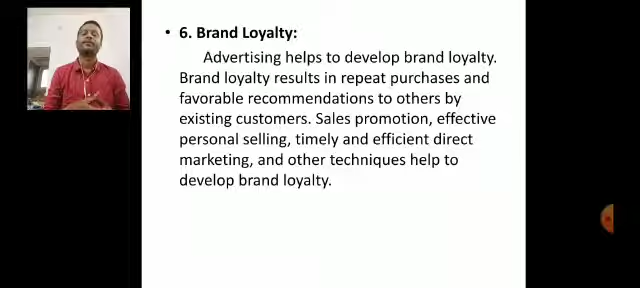 • 6. Brand Loyalty:
Advertising helps to develop brand loyalty.
Brand loyalty results in repeat purchases and
favorable recommendations to others by
existing customers. Sales promotion, effective
personal selling, timely and efficient direct
marketing, and other techniques help to
develop brand loyalty.